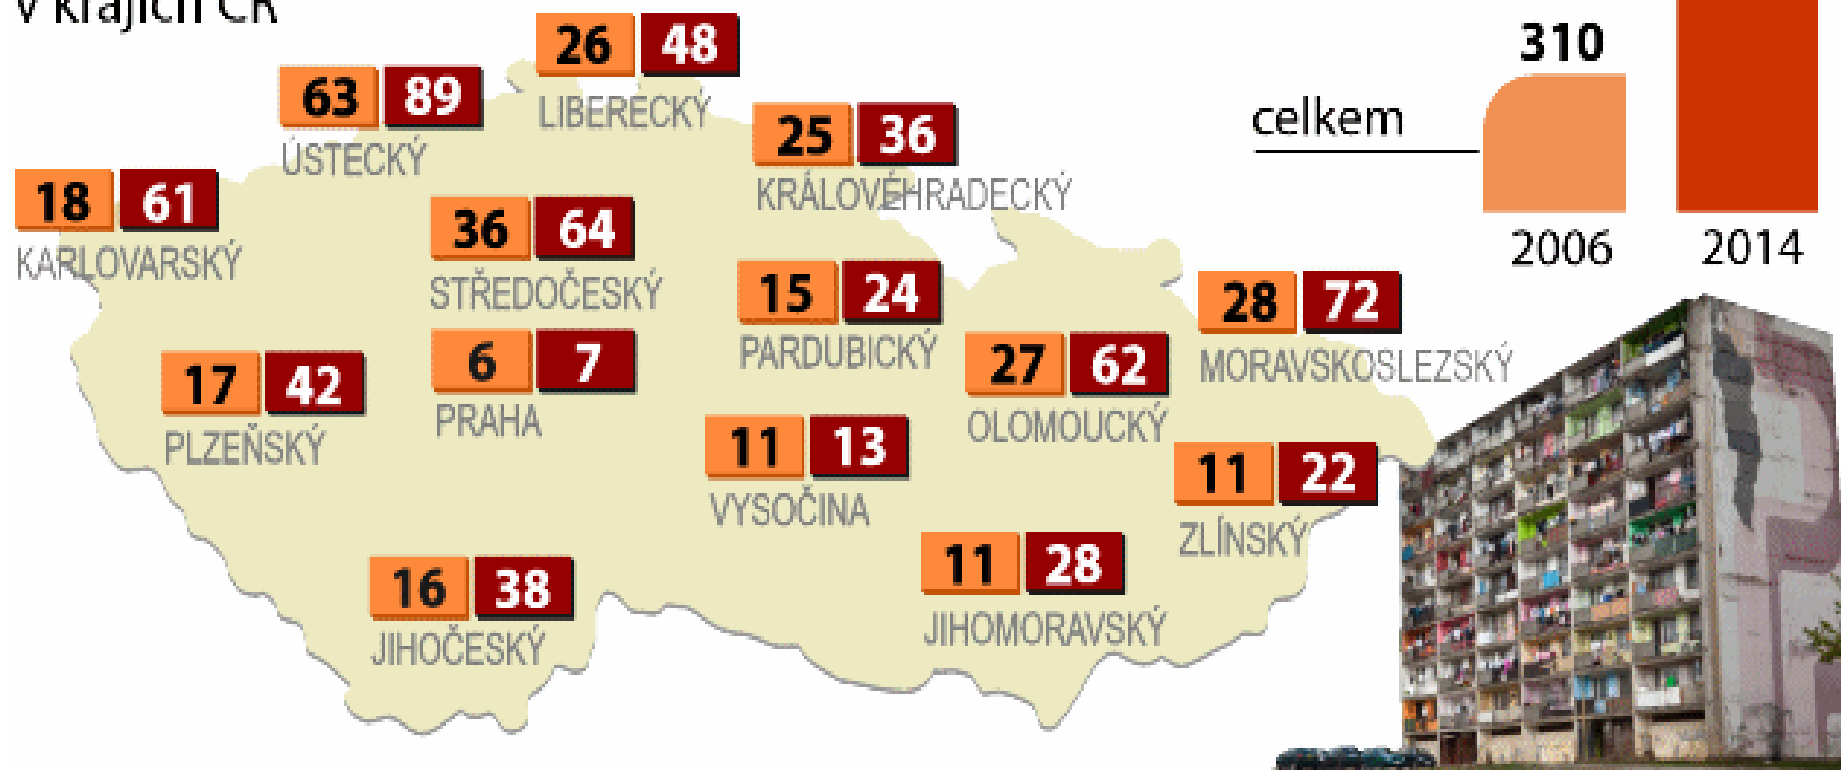 v krajích ČR
26 48
LIBERECKÝ
63 89
ÚSTECKÝ
25 36
KRÁLOVÉHRADECKÝ
18 61
KARLOVARSKÝ
36 64
STŘEDOČESKÝ
15 24
PARDUBICKÝ
28 72
MORAVSKOSLEZSKÝ
17 42
PLZEŇSKÝ
6 7
PRAHA
27 62
OLOMOUCKÝ
11 13
VYSOČINA
11 22
ZLÍNSKÝ
16 38
JIHOČESKÝ
11 28
JIHOMORAVSKÝ
310
celkem
2006 2014